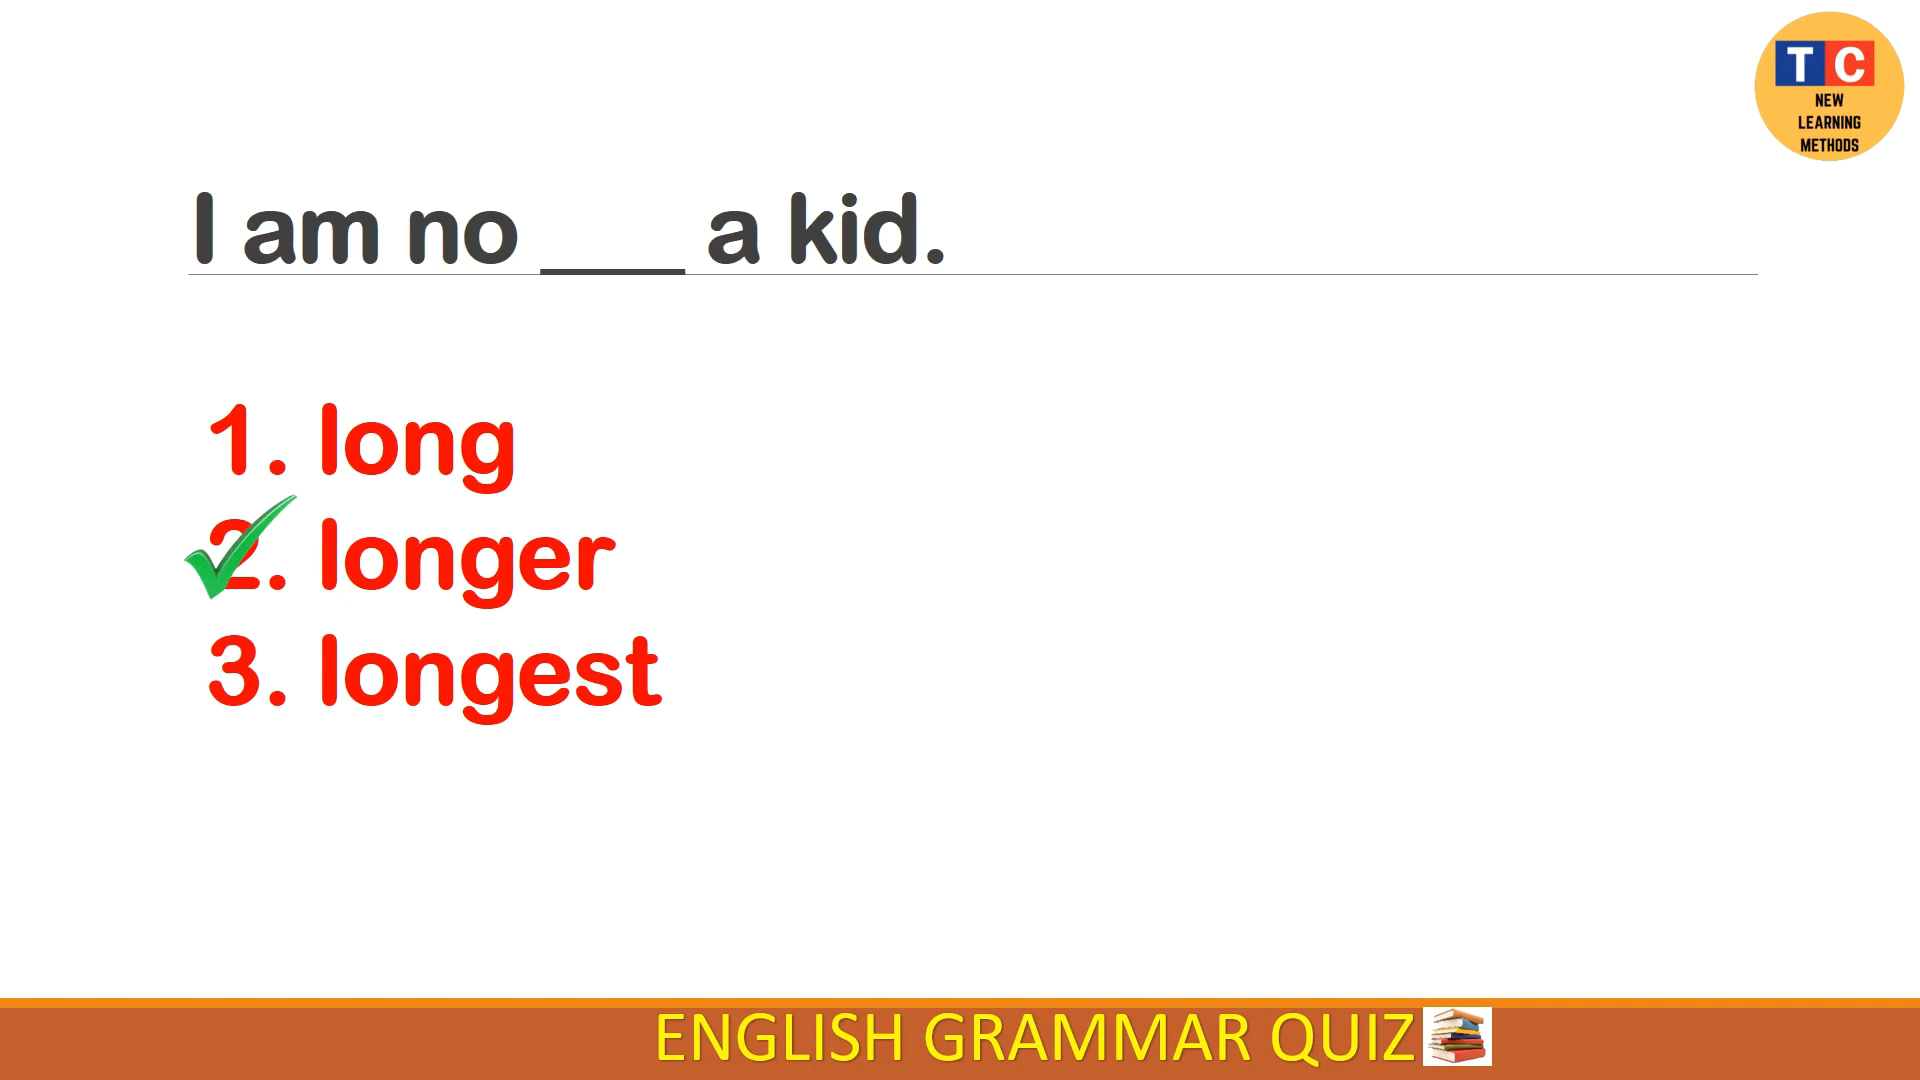 T C
NEW
LEARNING
METHODS
I am no ___ a kid.
1. long
2. longer
3. longest
ENGLISH GRAMMAR QUIZ